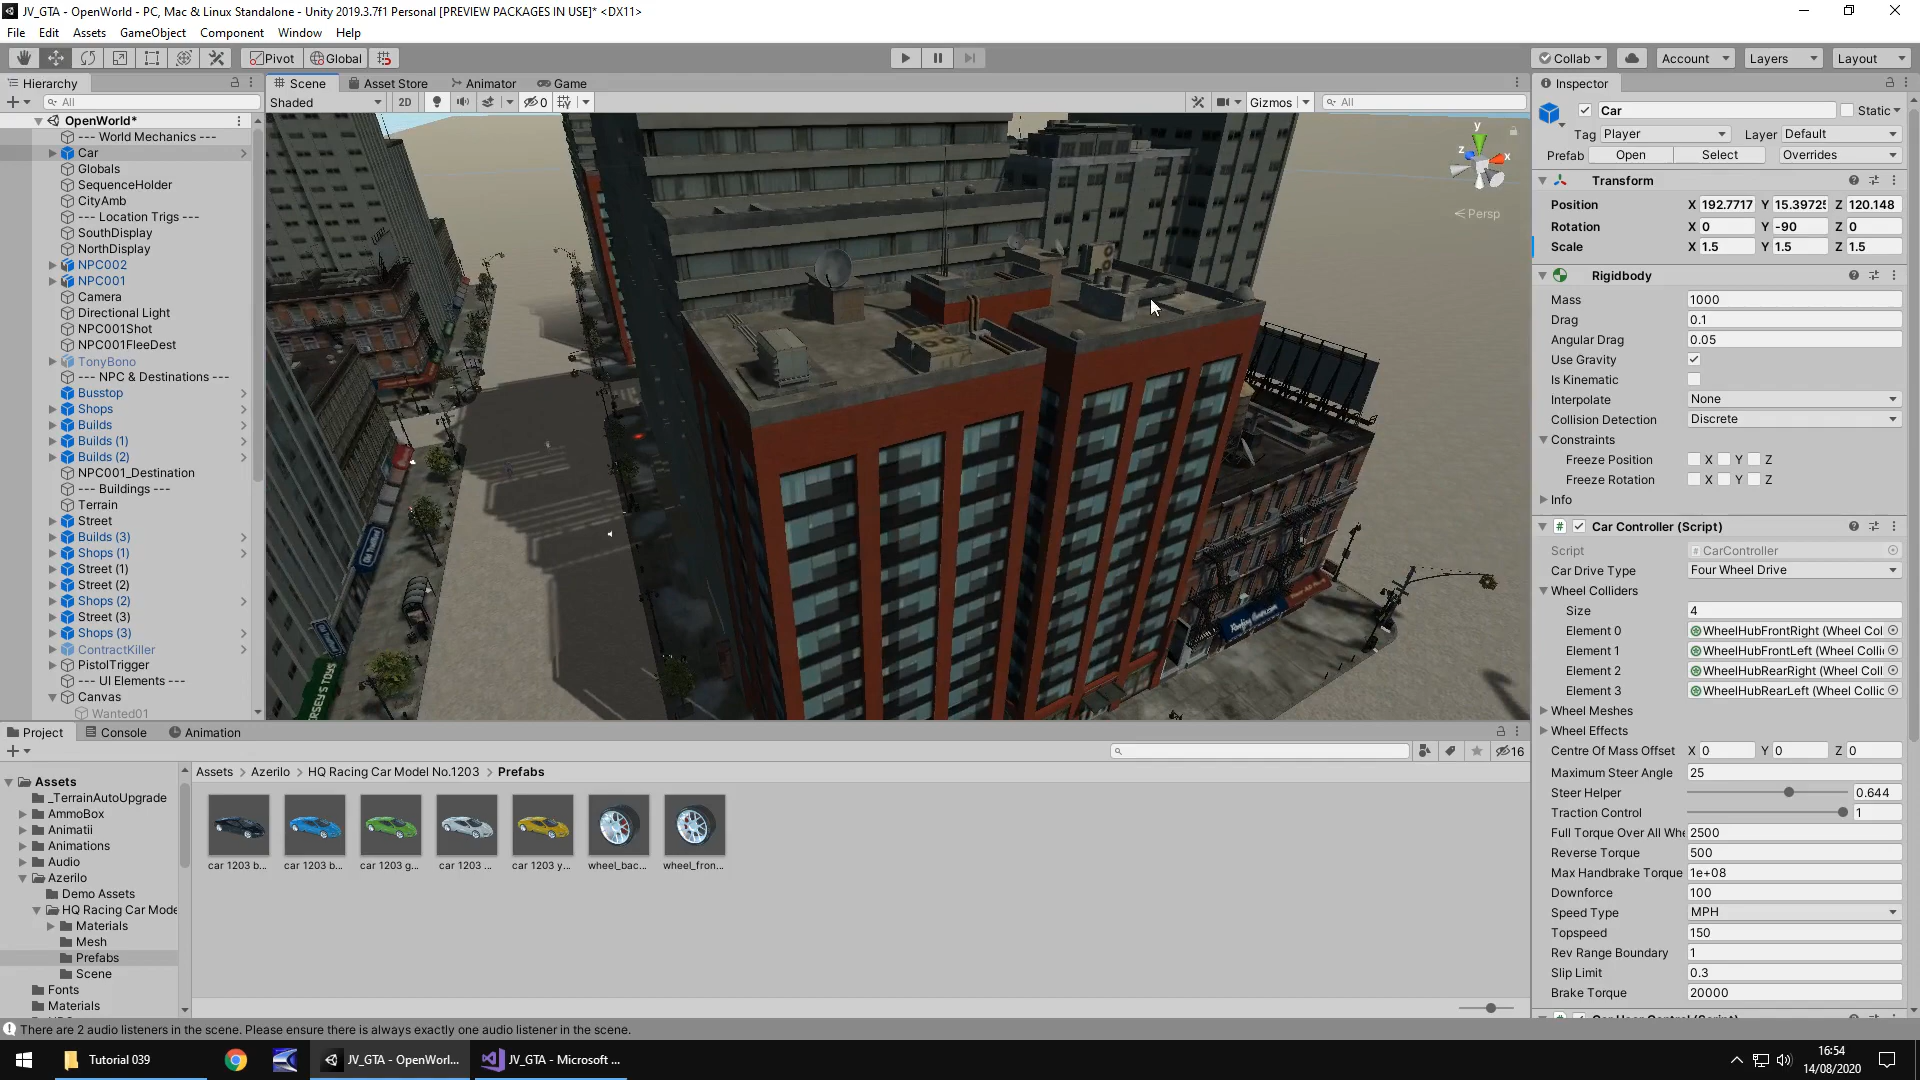 JV_GTA - OpenWorld - PC, Mac & Linux Standalone - Unity 2019.3.7f1 Personal [PREVIEW PACKAGES IN USE]* <DX11>
File Edit Assets GameObject Component Window Help
Pivot Global Collab Account Layers Layout
Hierarchy
All
OpenWorld*
--- World Mechanics ---
Car
Globals
SequenceHolder
CityAmb
--- Location Trigs ---
SouthDisplay
NorthDisplay
NPC002
NPC001
Camera
Directional Light
NPC001Shot
NPC001FleeDest
TonyBono
--- NPC & Destinations ---
Busstop
Shops
Builds
Builds (1)
Builds (2)
NPC001_Destination
--- Buildings ---
Terrain
Street
Builds (3)
Shops (1)
Street (1)
Street (2)
Shops (2)
Street (3)
Shops (3)
ContractKiller
PistolTrigger
--- UI Elements ---
Canvas
Wanted01
Scene Asset Store Animator Game
Shaded 2D 0 Gizmos All
y
z x
< Persp
ERSEY'S TOYS
Inspector
Car Static
Tag Player Layer Default
Prefab Open Select Overrides
Transform
Position X 192.7717 Y 15.39725 Z 120.148
Rotation X 0 Y -90 Z 0
Scale X 1.5 Y 1.5 Z 1.5
Rigidbody
Mass 1000
Drag 0.1
Angular Drag 0.05
Use Gravity
Is Kinematic
Interpolate None
Collision Detection Discrete
Constraints
Freeze Position X Y Z
Freeze Rotation X Y Z
Info
Car Controller (Script)
Script CarController
Car Drive Type Four Wheel Drive
Wheel Colliders
Size 4
Element 0 WheelHubFrontRight (Wheel Col
Element 1 WheelHubFrontLeft (Wheel Collic
Element 2 WheelHubRearRight (Wheel Coll
Element 3 WheelHubRearLeft (Wheel Collic
Wheel Meshes
Wheel Effects
Centre Of Mass Offset X 0 Y 0 Z 0
Maximum Steer Angle 25
Steer Helper 0.644
Traction Control 1
Full Torque Over All Whe 2500
Reverse Torque 500
Max Handbrake Torque 1e+08
Downforce 100
Speed Type MPH
Topspeed 150
Rev Range Boundary 1
Slip Limit 0.3
Brake Torque 20000
Project Console Animation
16
Assets
_TerrainAutoUpgrade
AmmoBox
Animatii
Animations
Audio
Azerilo
Demo Assets
HQ Racing Car Mode
Materials
Mesh
Prefabs
Scene
Fonts
Materials
Assets > Azerilo > HQ Racing Car Model No.1203 > Prefabs
car 1203 b... car 1203 b... car 1203 g... car 1203 ... car 1203 y... wheel_bac... wheel_fron...
There are 2 audio listeners in the scene. Please ensure there is always exactly one audio listener in the scene.
Tutorial 039 JV_GTA - OpenWorl... JV_GTA - Microsoft ...
16:54
14/08/2020